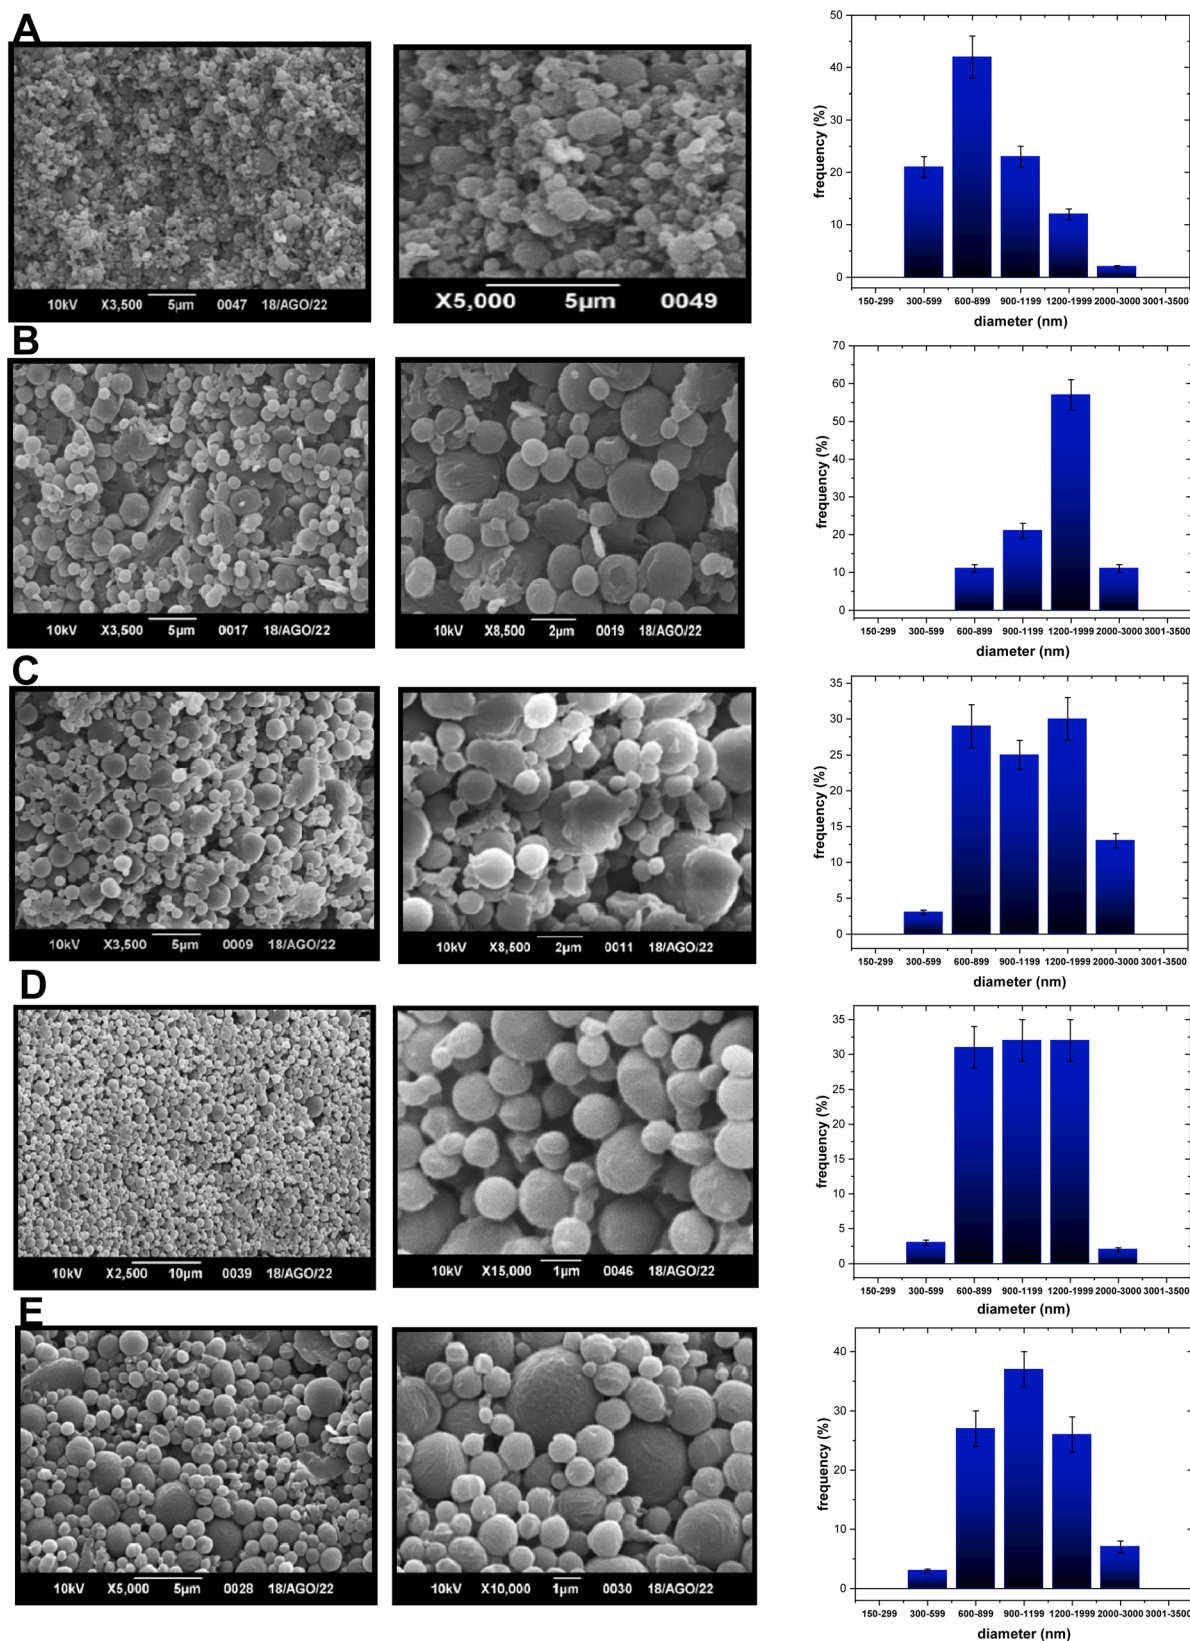 A
10kV X3,500 5µm 0047 18/AGO/22
X5,000 5µm 0049
frequency (%)
50
40
30
20
10
0
150-299 300-599 600-899 900-1199 1200-1999 2000-3000 3001-3500
diameter (nm)
B
10kV X3,500 5µm 0017 18/AGO/22
10kV X8,500 2µm 0019 18/AGO/22
frequency (%)
70
60
50
40
30
20
10
0
150-299 300-599 600-899 900-1199 1200-1999 2000-3000 3001-3500
diameter (nm)
C
10kV X3,500 5µm 0009 18/AGO/22
10kV X8,500 2µm 0011 18/AGO/22
frequency (%)
35
30
25
20
15
10
5
0
150-299 300-599 600-899 900-1199 1200-1999 2000-3000 3001-3500
diameter (nm)
D
10kV X2,500 10µm 0039 18/AGO/22
10kV X15,000 1µm 0046 18/AGO/22
frequency (%)
35
30
25
20
15
10
5
0
150-299 300-599 600-899 900-1199 1200-1999 2000-3000 3001-3500
diameter (nm)
E
10kV X5,000 5µm 0028 18/AGO/22
10kV X10,000 1µm 0030 18/AGO/22
frequency (%)
40
30
20
10
0
150-299 300-599 600-899 900-1199 1200-1999 2000-3000 3001-3500
diameter (nm)